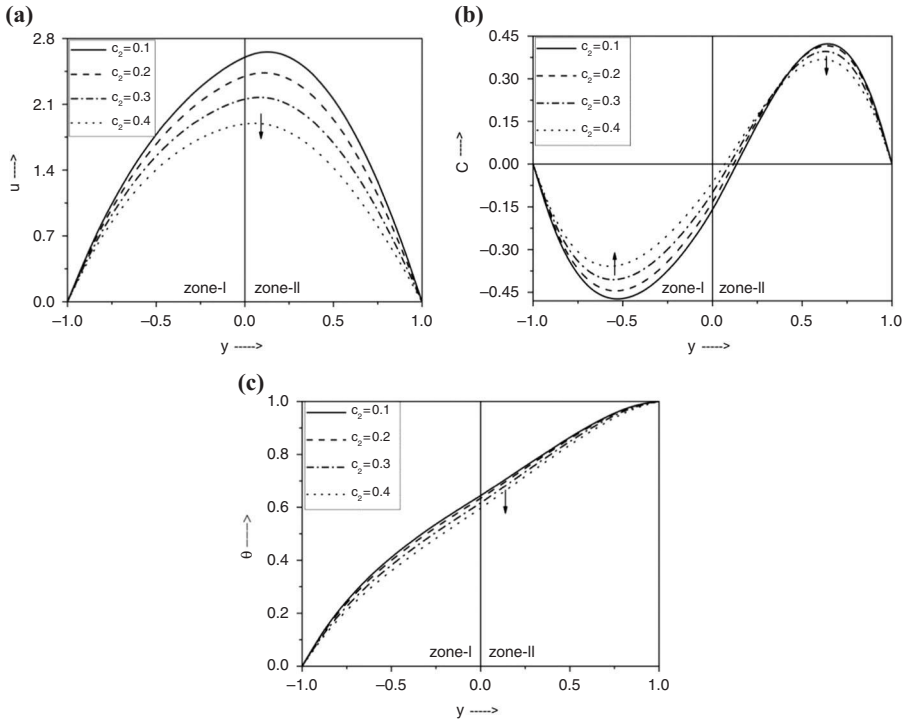 (a)
2.8
2.1
1.4
0.7
0.0
u ---->
c2=0.1
c2=0.2
c2=0.3
c2=0.4
zone-I
zone-II
−1.0
−0.5
0.0
0.5
1.0
y ----->
(b)
0.45
0.30
0.15
0.00
−0.15
−0.30
−0.45
C ---->
c2=0.1
c2=0.2
c2=0.3
c2=0.4
zone-I
zone-II
−1.0
−0.5
0.0
0.5
1.0
y ----->
(c)
1.0
0.8
0.6
0.4
0.2
0.0
θ ----->
c2=0.1
c2=0.2
c2=0.3
c2=0.4
zone-I
zone-II
−1.0
−0.5
0.0
0.5
1.0
y ----->